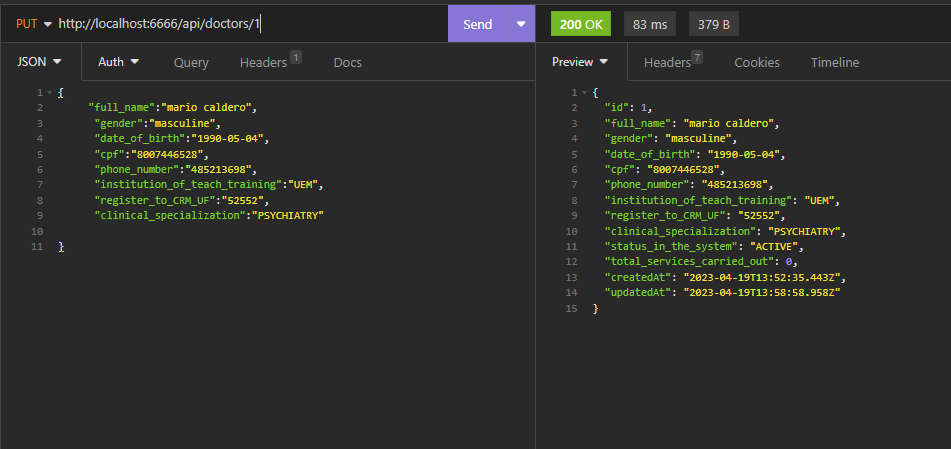 PUT http://localhost:6666/api/doctors/1 Send 200 OK 83 ms 379 B
JSON Auth Query Headers 1 Docs Preview Headers 7 Cookies Timeline
1 {
2 "full_name":"mario caldero",
3 "gender":"masculine",
4 "date_of_birth":"1990-05-04",
5 "cpf":"8007446528",
6 "phone_number":"485213698",
7 "institution_of_teach_training":"UEM",
8 "register_to_CRM_UF":"52552",
9 "clinical_specialization":"PSYCHIATRY"
10
11 }
1 {
2 "id": 1,
3 "full_name": "mario caldero",
4 "gender": "masculine",
5 "date_of_birth": "1990-05-04",
6 "cpf": "8007446528",
7 "phone_number": "485213698",
8 "institution_of_teach_training": "UEM",
9 "register_to_CRM_UF": "52552",
10 "clinical_specialization": "PSYCHIATRY",
11 "status_in_the_system": "ACTIVE",
12 "total_services_carried_out": 0,
13 "createdAt": "2023-04-19T13:52:35.443Z",
14 "updatedAt": "2023-04-19T13:58:58.958Z"
15 }